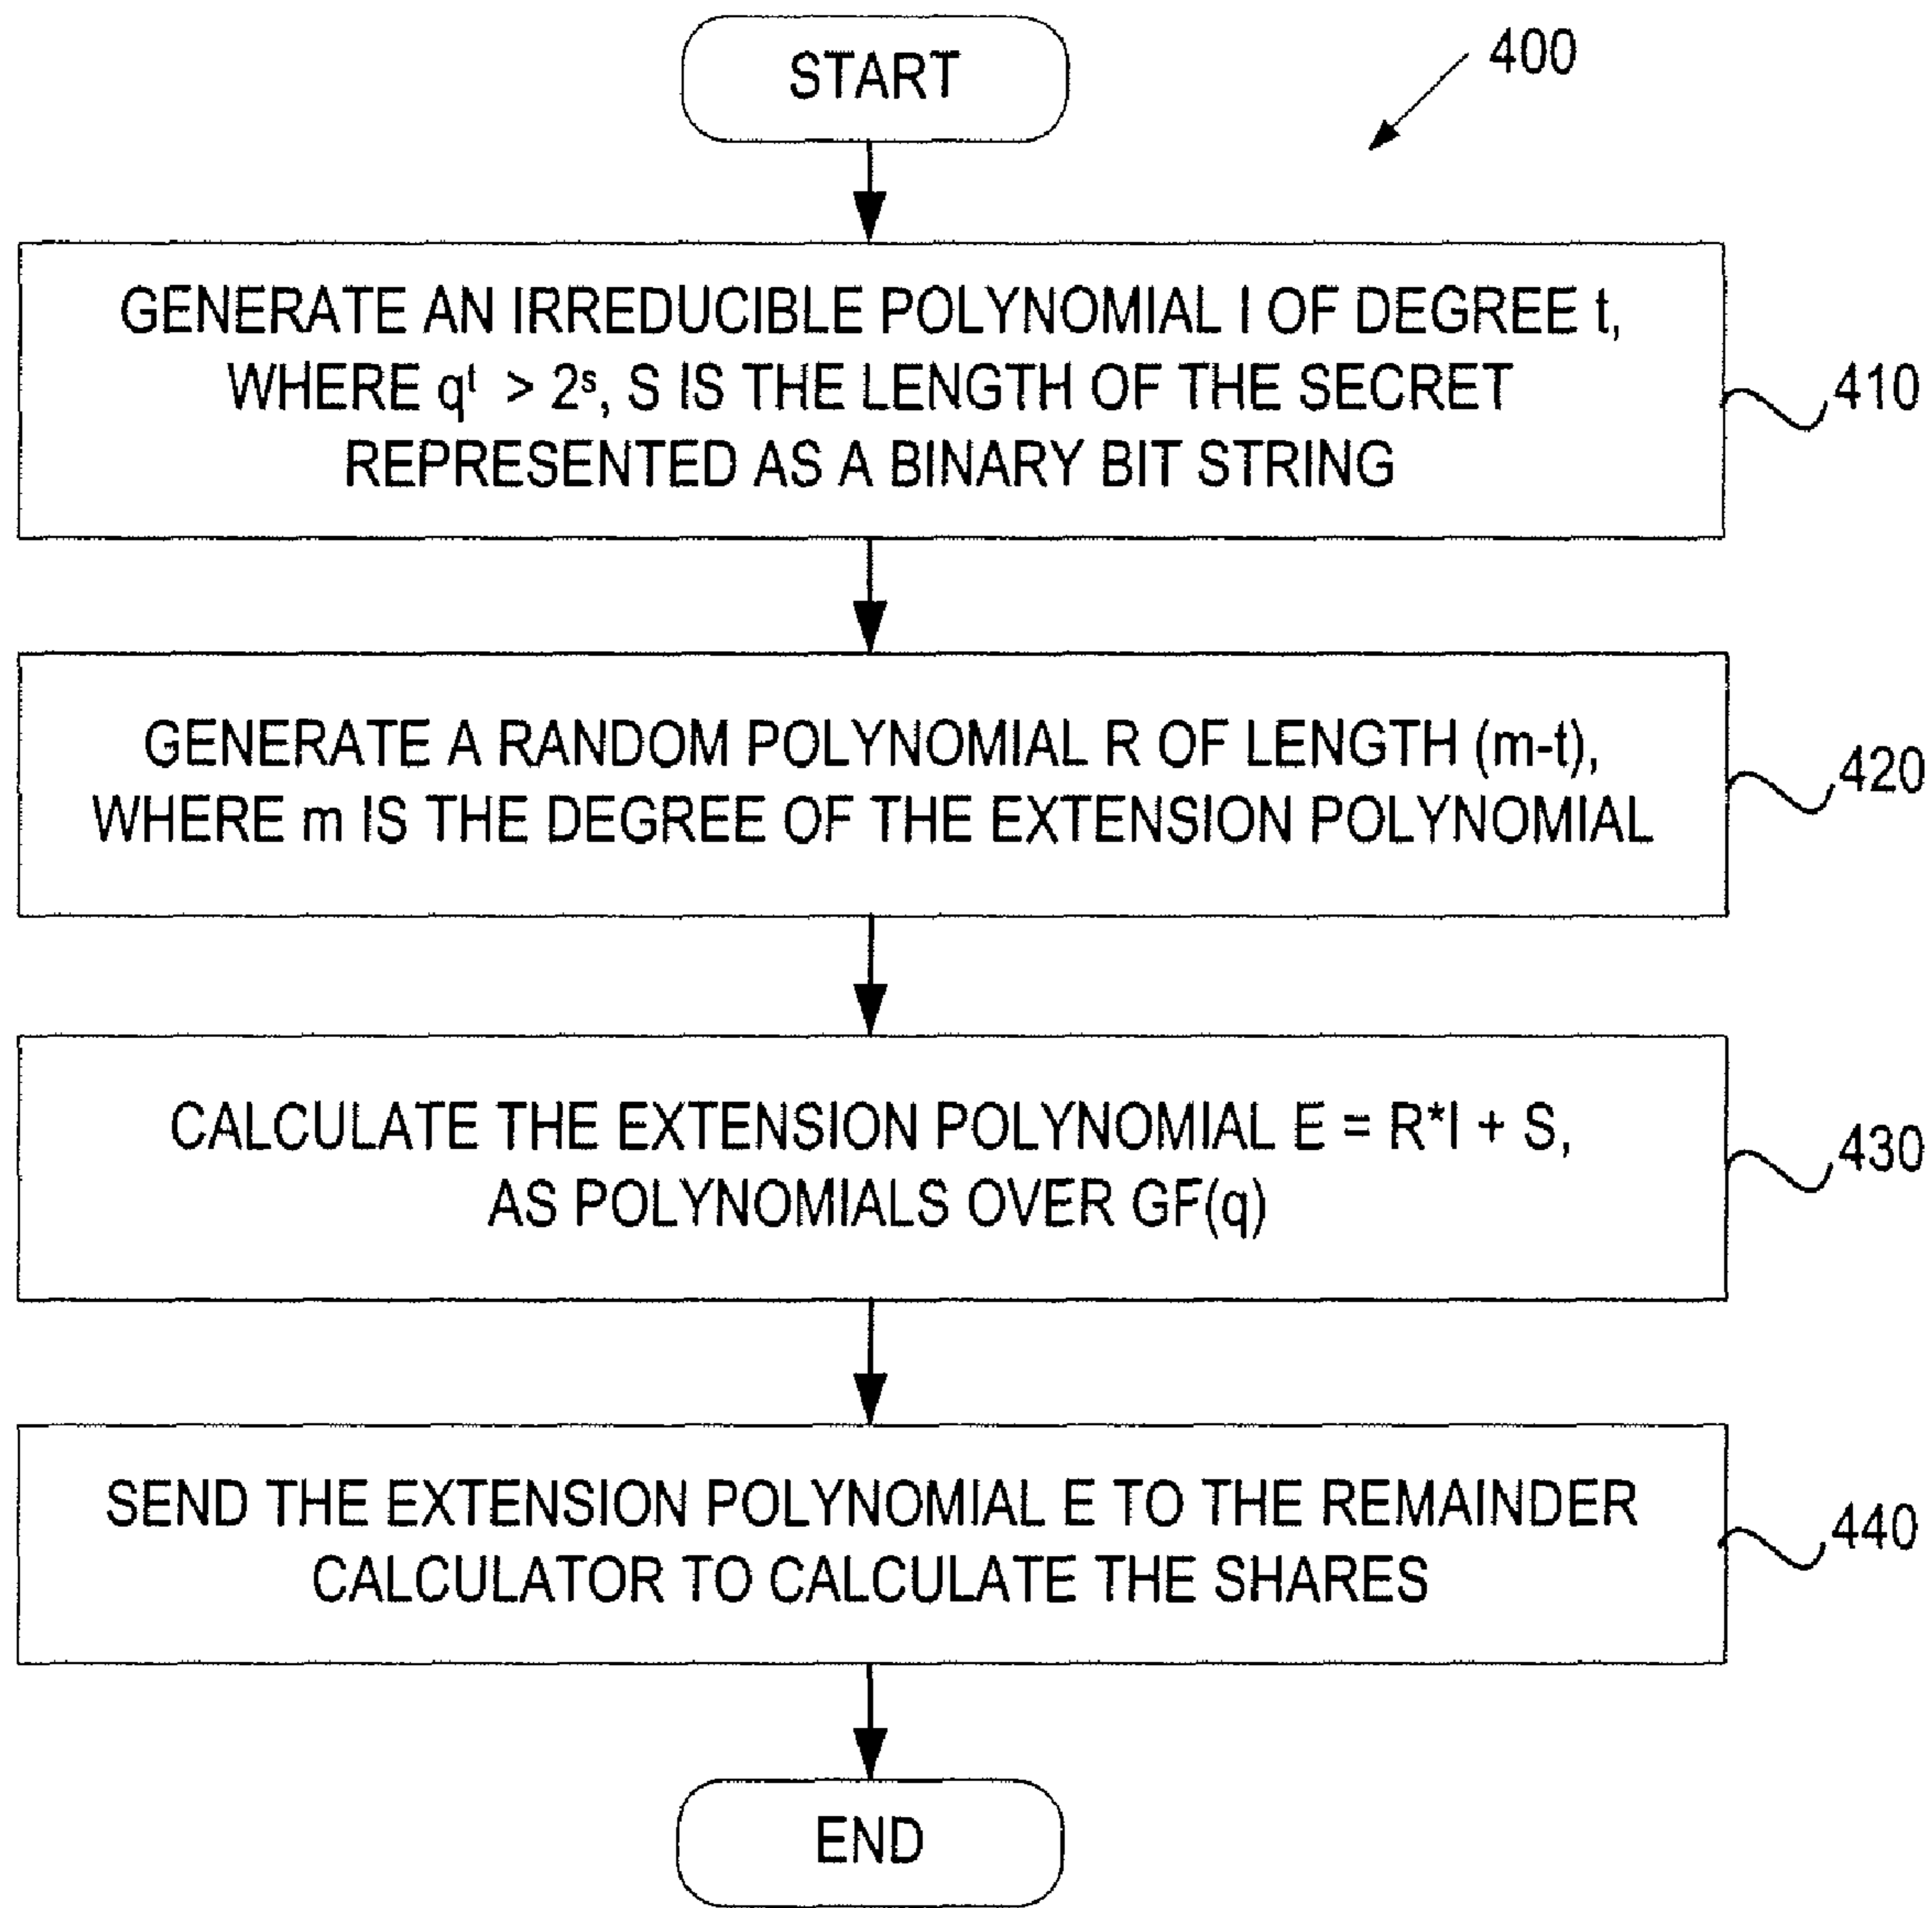 START
400
GENERATE AN IRREDUCIBLE POLYNOMIAL I OF DEGREE t,
WHERE qᵗ > 2ˢ, S IS THE LENGTH OF THE SECRET
REPRESENTED AS A BINARY BIT STRING
410
GENERATE A RANDOM POLYNOMIAL R OF LENGTH (m-t),
WHERE m IS THE DEGREE OF THE EXTENSION POLYNOMIAL
420
CALCULATE THE EXTENSION POLYNOMIAL E = R*I + S,
AS POLYNOMIALS OVER GF(q)
430
SEND THE EXTENSION POLYNOMIAL E TO THE REMAINDER
CALCULATOR TO CALCULATE THE SHARES
440
END